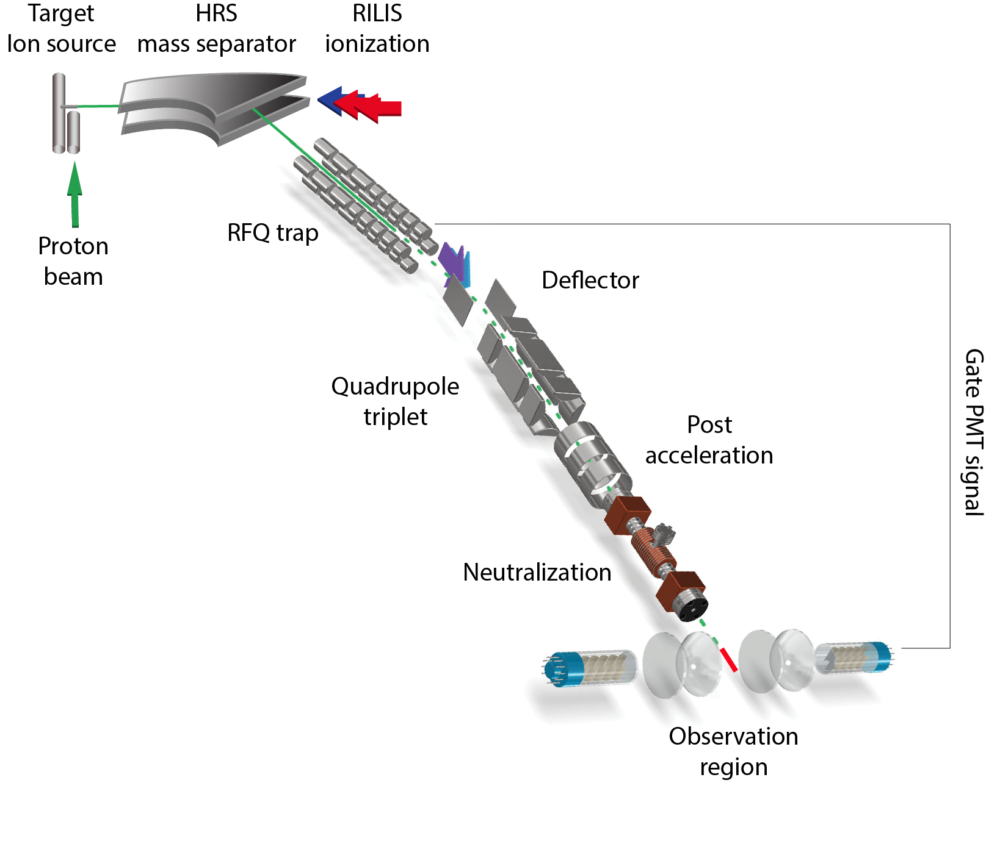 Target
Ion source
HRS
mass separator
RILIS
ionization
Proton
beam
RFQ trap
Deflector
Quadrupole
triplet
Post
acceleration
Gate PMT signal
Neutralization
Observation
region